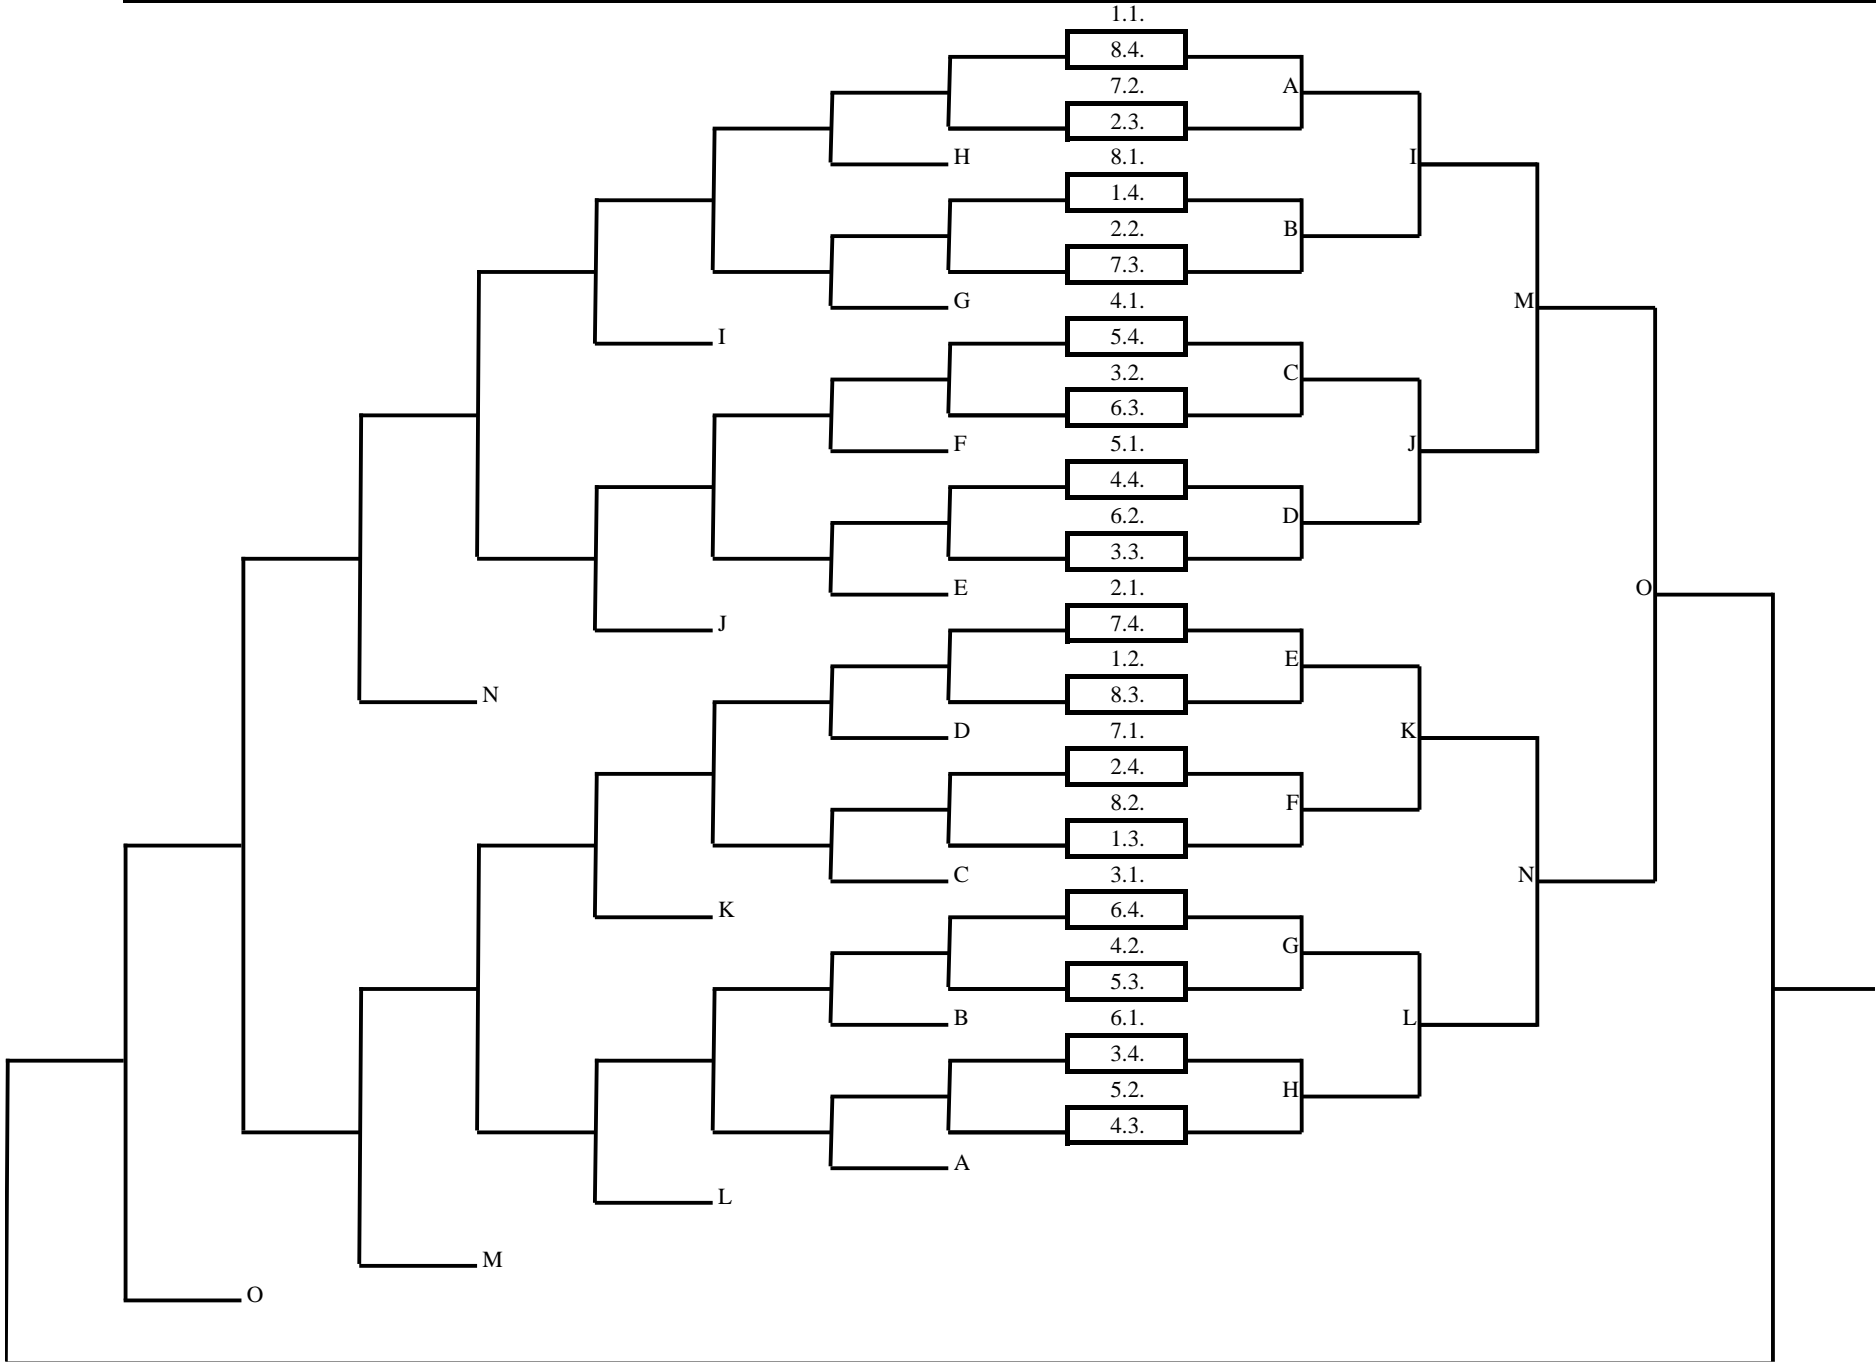 1.1.
8.4.
7.2. A
2.3.
H 8.1. I
1.4.
2.2. B
7.3.
G 4.1. M
5.4.
I
3.2. C
6.3.
F 5.1. J
4.4.
6.2. D
3.3.
E 2.1. O
7.4.
J
1.2. E
8.3.
N
D 7.1. K
2.4.
8.2. F
1.3.
C 3.1. N
6.4.
K
4.2. G
5.3.
B 6.1. L
3.4.
5.2. H
4.3.
A
L
M
O